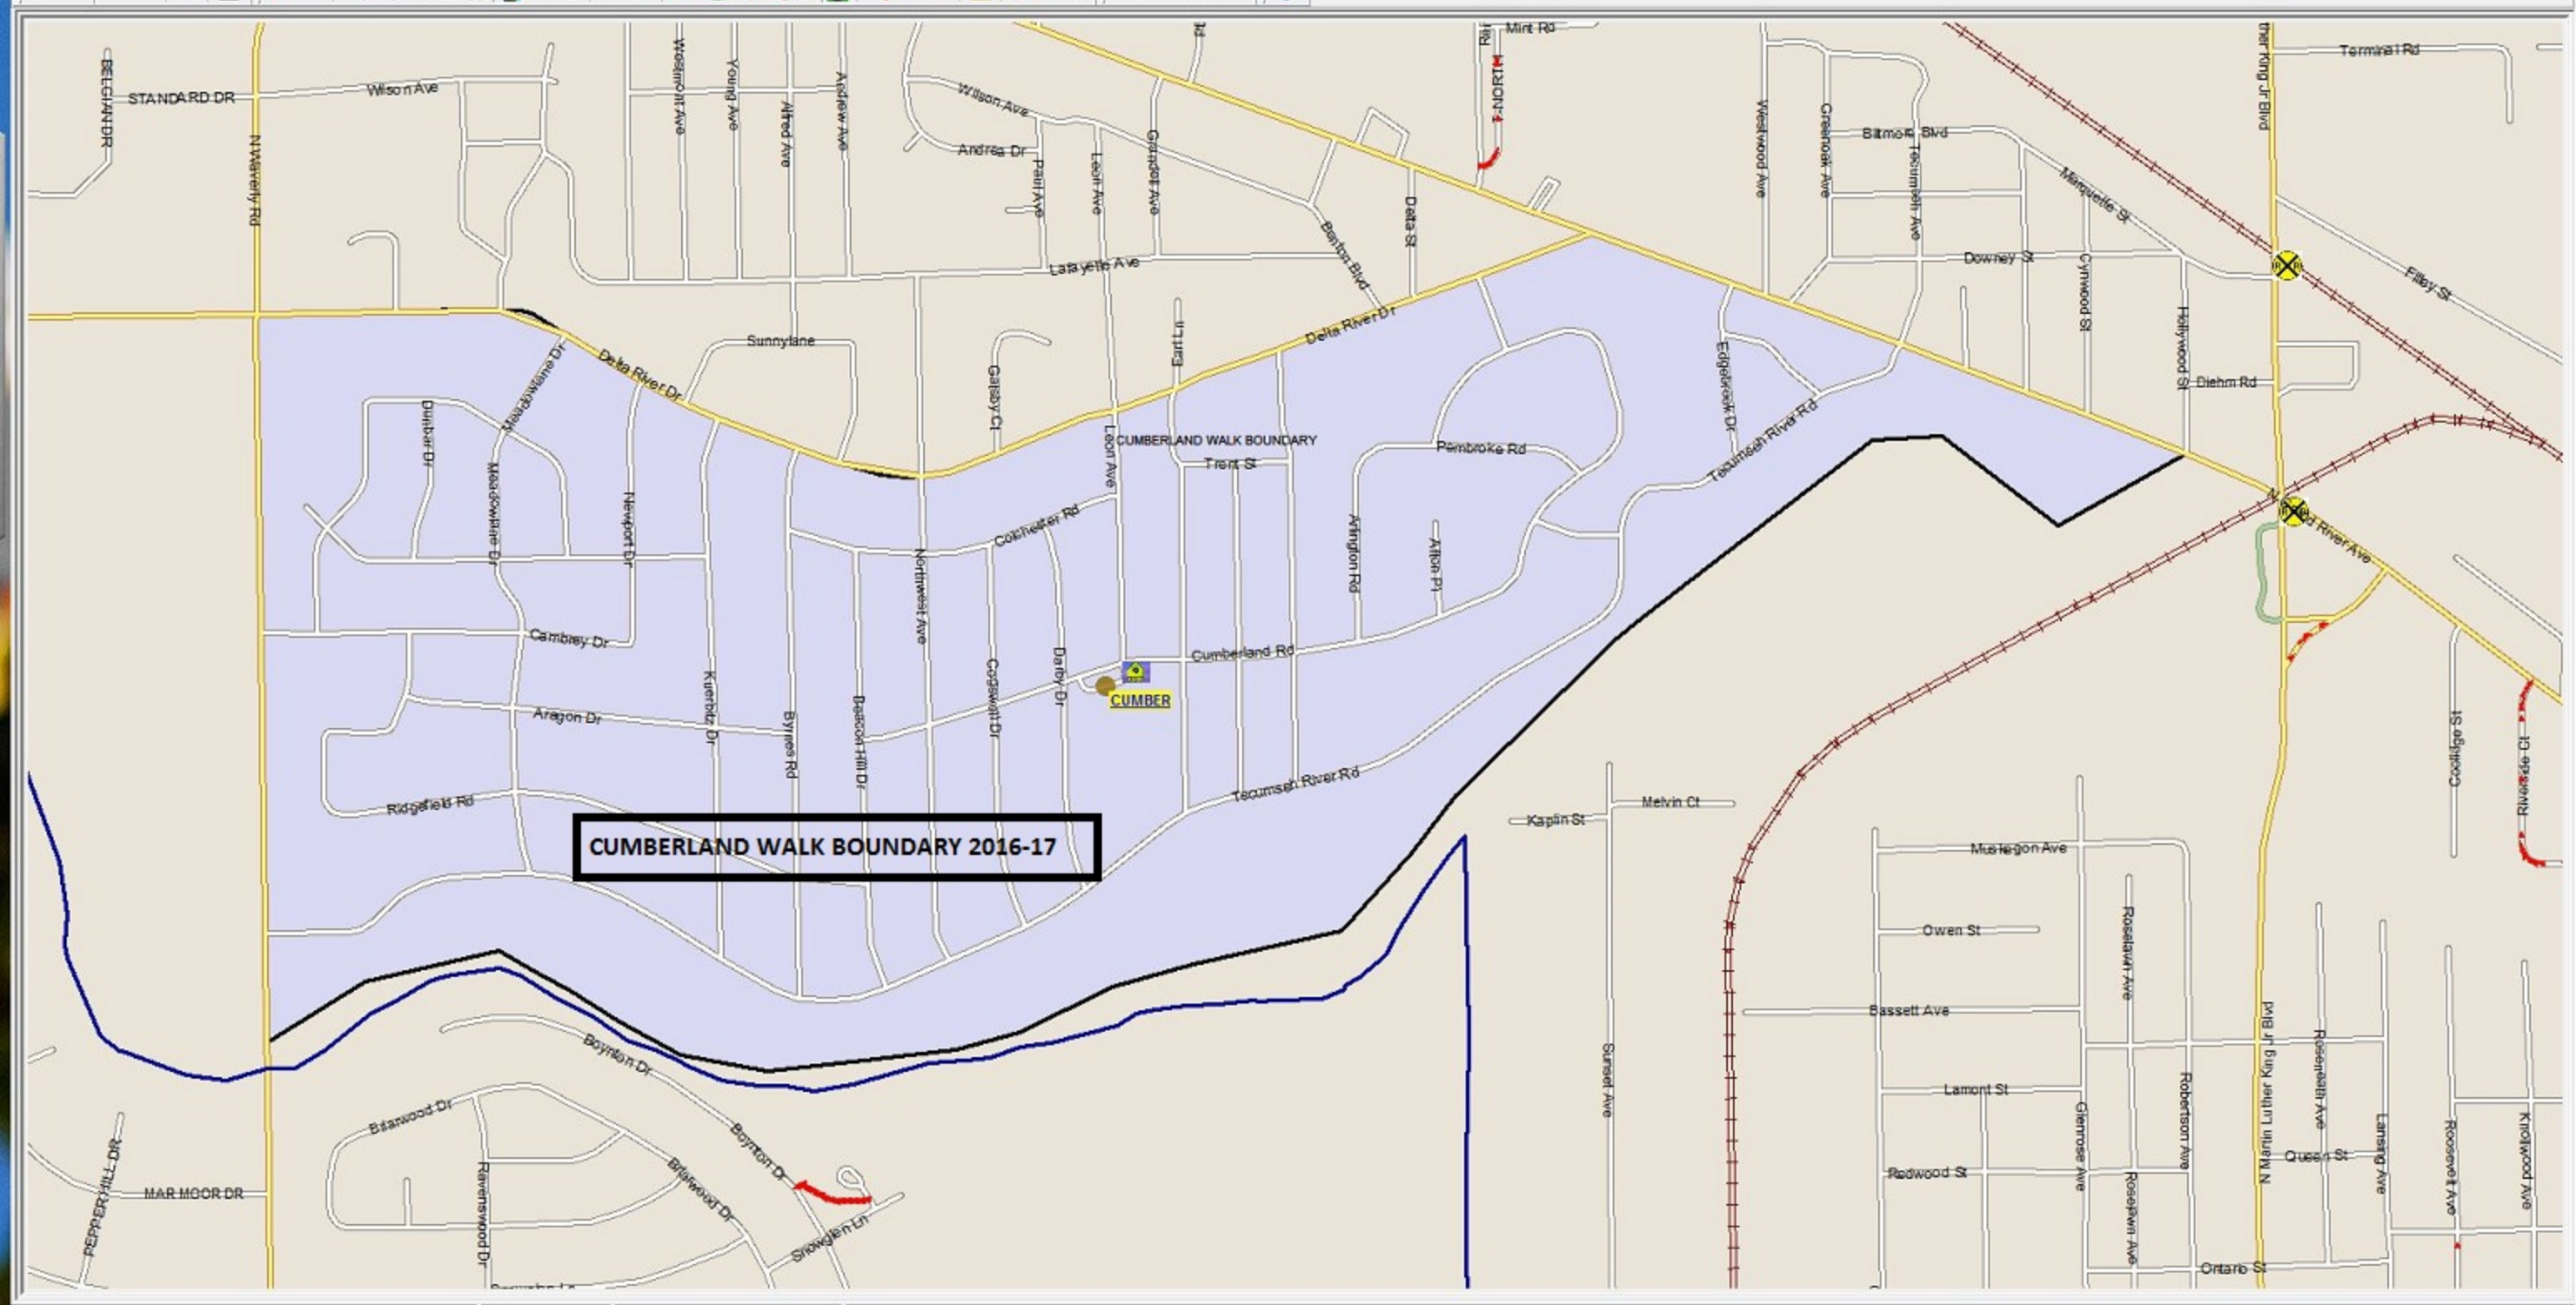 Mint Rd
Terminal Rd
BELGIAN DR
STANDARD DR
Wilson Ave
Westmont Ave
Young Ave
Alfred Ave
Andrew Ave
Wilson Ave
Andrea Dr
Paul Ave
Leon Ave
Grandell Ave
Delta St
Westwood Ave
Greenoak Ave
Biltmore Blvd
Tecumseh Ave
Marquette St
N Waverly Rd
ther King Jr Blvd
Lafayette Ave
Benton Blvd
Downey St
Cynwood St
Hollywood St
Filley St
Sunnylane
Delta River Dr
Delta River Dr
Earl Ln
Gatsby Ct
Edgebrook Dr
Diehm Rd
Meadowlane Dr
Dunbar Dr
Meadowlane Dr
Newport Dr
Leon Ave
CUMBERLAND WALK BOUNDARY
Trent St
Pembroke Rd
Tecumseh River Rd
Colchester Rd
Northwest Ave
Arlington Rd
Afton Pl
d River Ave
Cambrey Dr
Cumberland Rd
Darby Dr
Cogswell Dr
Kuerbitz Dr
Byrnes Rd
Beacon Hill Dr
CUMBER
Aragon Dr
Ridgefield Rd
Tecumseh River Rd
Coolidge St
Riverside Ct
Melvin Ct
Kaplin St
CUMBERLAND WALK BOUNDARY 2016-17
Muskegon Ave
Owen St
Roselawn Ave
Bassett Ave
Sunset Ave
Boynton Dr
Boynton Dr
Briarwood Dr
Briarwood Dr
Ravenswood Dr
Snowglen Ln
MAR MOOR DR
PEPPER HILL DR
Lamont St
Glenrose Ave
Robertson Ave
N Martin Luther King Jr Blvd
Roseneath Ave
Lansing Ave
Roosevelt Ave
Knollwood Ave
Queen St
Redwood St
Ontario St